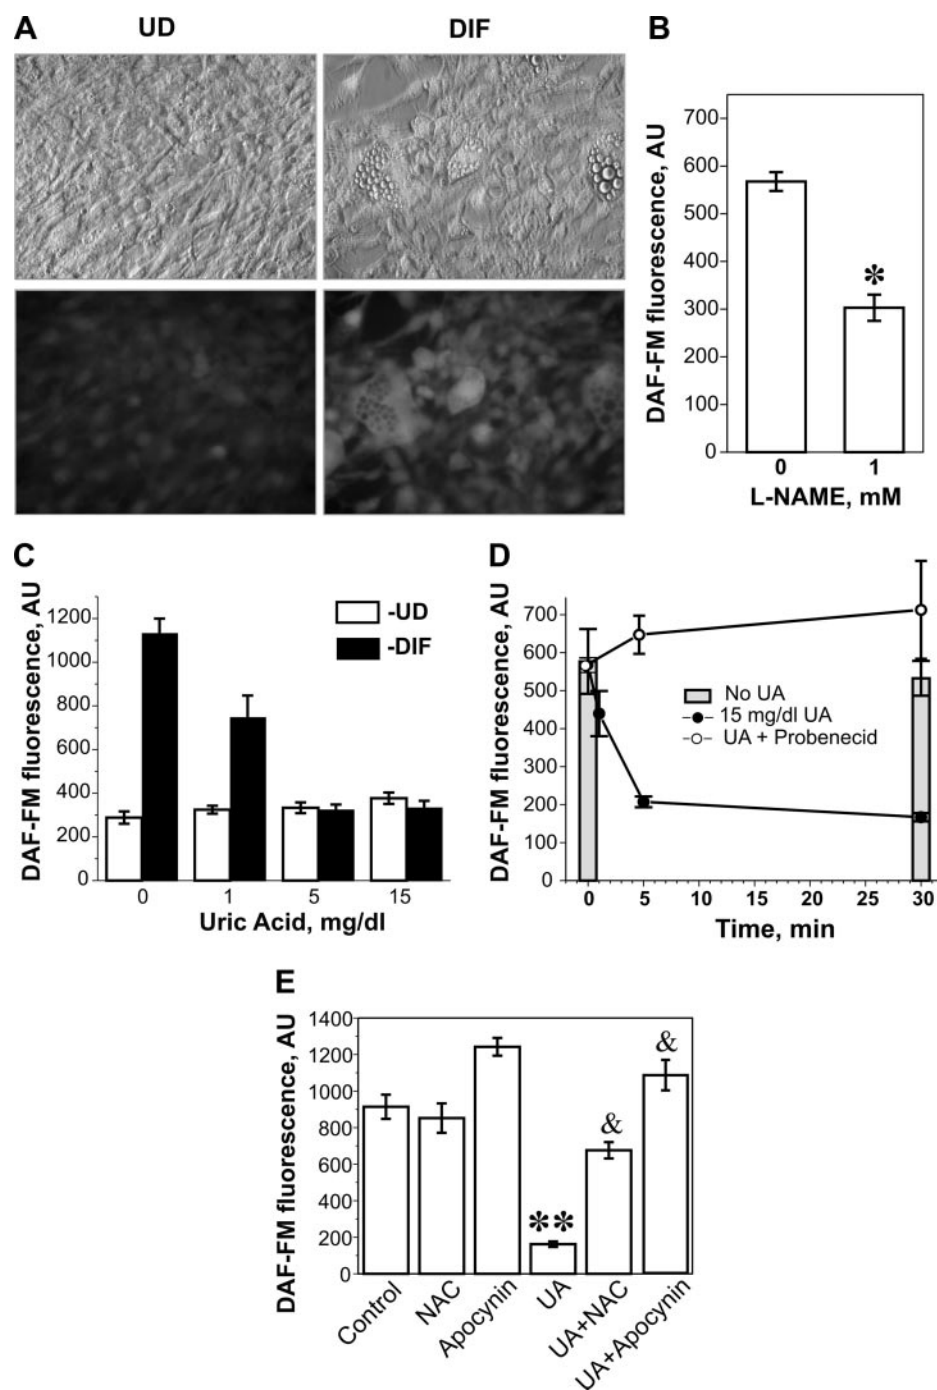 A
UD
DIF
B
DAF-FM fluorescence, AU
700
600
500
400
300
200
100
0
*
0
1
L-NAME, mM
C
DAF-FM fluorescence, AU
1200
1000
800
600
400
200
0
-UD
-DIF
0
1
5
15
Uric Acid, mg/dl
D
DAF-FM fluorescence, AU
700
600
500
400
300
200
100
0
No UA
15 mg/dl UA
UA + Probenecid
0
5
10
15
20
25
30
Time, min
E
DAF-FM fluorescence, AU
1400
1200
1000
800
600
400
200
0
**
&
&
Control
NAC
Apocynin
UA
UA+NAC
UA+Apocynin